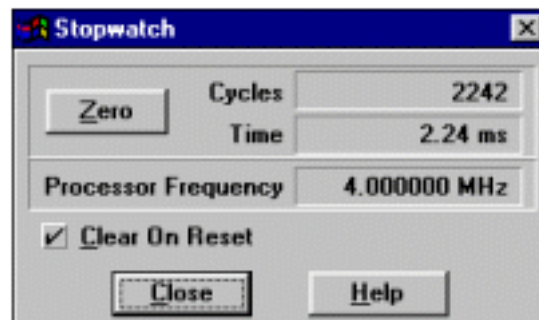 Stopwatch
Zero
Cycles 2242
Time 2.24 ms
Processor Frequency 4.000000 MHz
Clear On Reset
Close Help